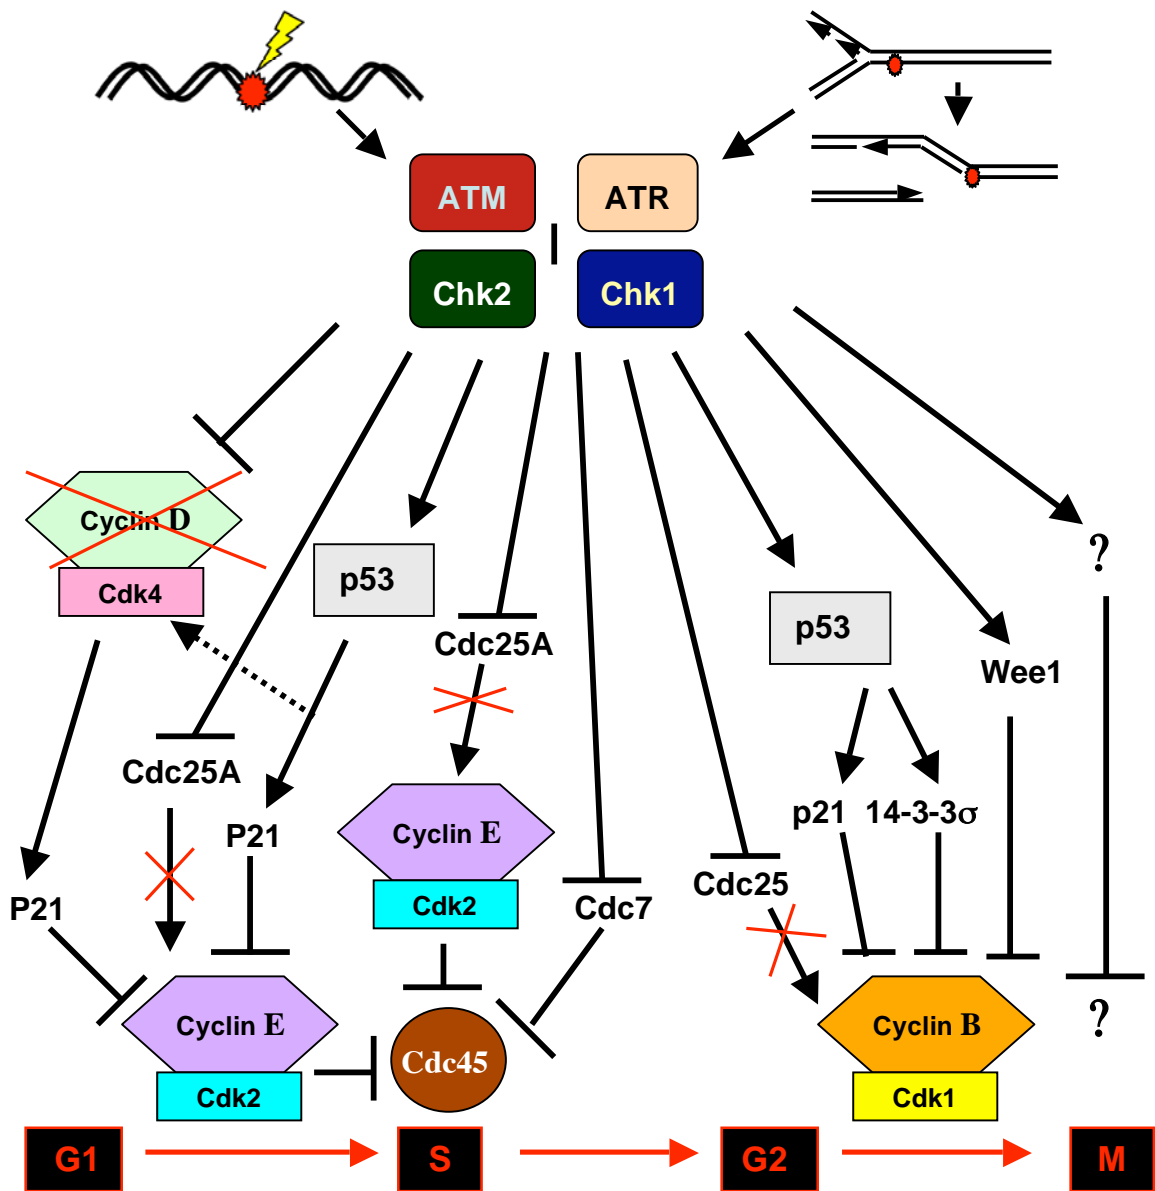 ATM
ATR
Chk2
Chk1
Cyclin D
Cdk4
p53
Cdc25A
?
p53
Wee1
Cdc25A
P21
p21
14-3-3σ
Cyclin E
Cdk2
Cdc7
Cdc25
P21
Cyclin E
Cdk2
Cdc45
Cyclin B
Cdk1
?
G1
S
G2
M